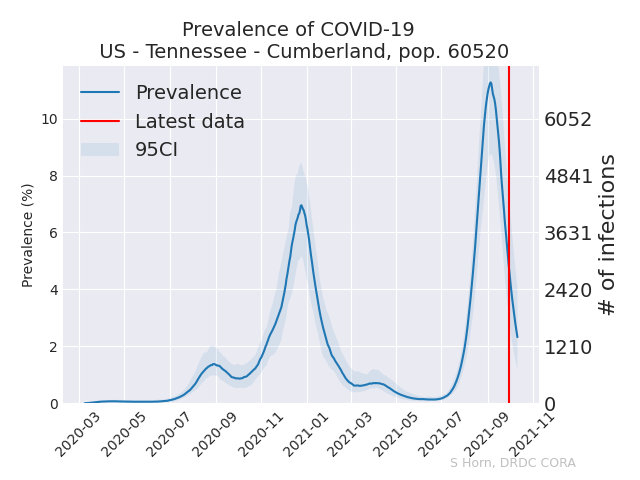 Prevalence of COVID-19
US - Tennessee - Cumberland, pop. 60520
Prevalence
Latest data
95CI
Prevalence (%)
10
8
6
4
2
0
6052
4841
3631
2420
1210
0
# of infections
2020-03
2020-05
2020-07
2020-09
2020-11
2021-01
2021-03
2021-05
2021-07
2021-09
2021-11
S Horn, DRDC CORA